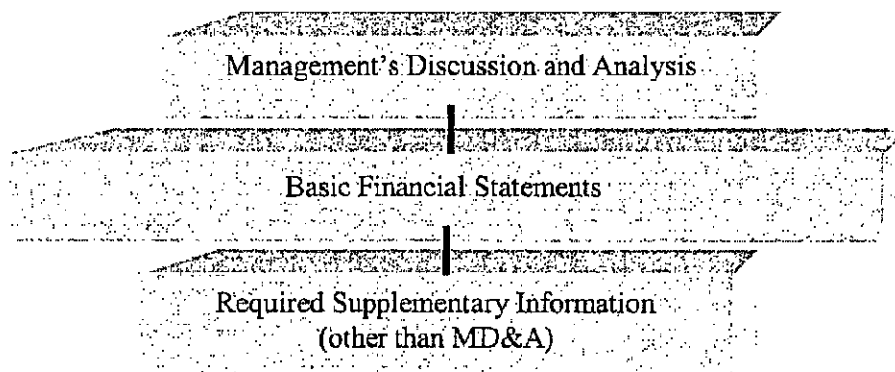 Management's Discussion and Analysis
Basic Financial Statements
Required Supplementary Information
(other than MD&A)